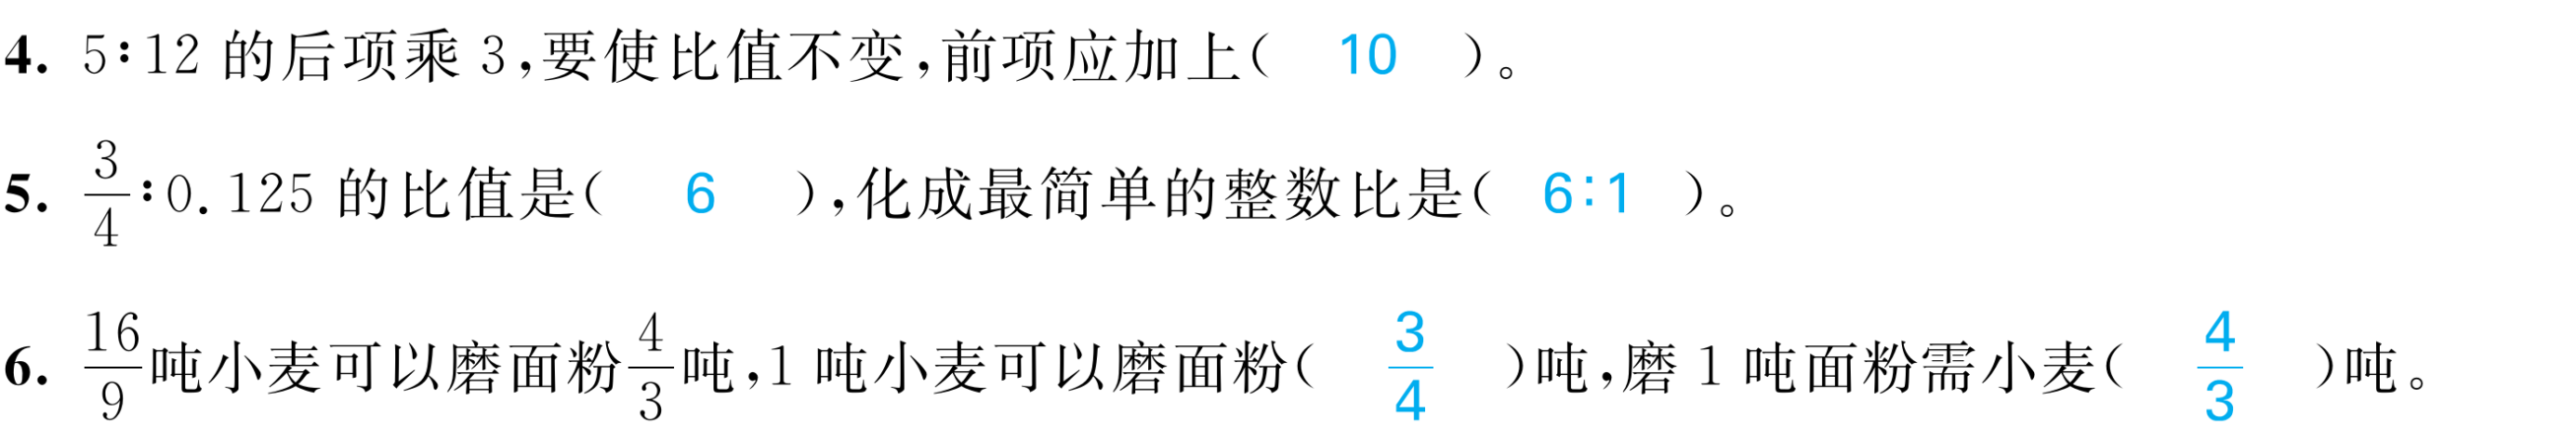 4. 5∶12 的后项乘 3,要使比值不变,前项应加上( 10 )。
5. 3/4∶0.125 的比值是( 6 ),化成最简单的整数比是( 6∶1 )。
6. 16/9吨小麦可以磨面粉4/3吨,1 吨小麦可以磨面粉( 3/4 )吨,磨 1 吨面粉需小麦( 4/3 )吨。